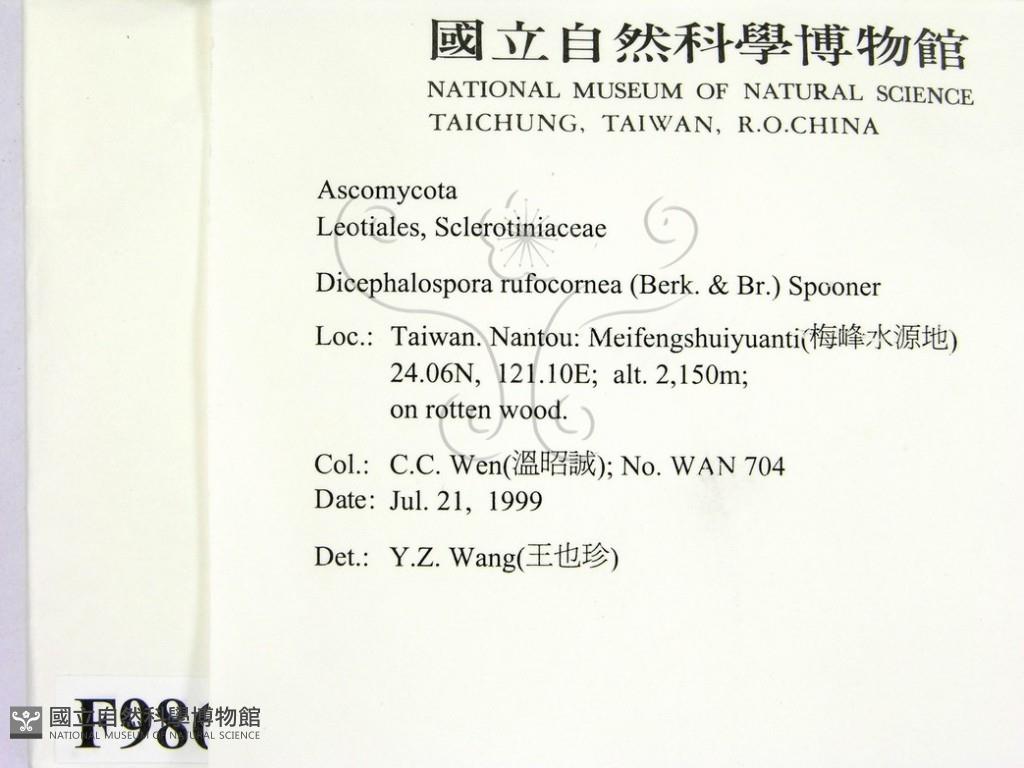 國立自然科學博物館
NATIONAL MUSEUM OF NATURAL SCIENCE
TAICHUNG, TAIWAN, R.O.CHINA
Ascomycota
Leotiales, Sclerotiniaceae
Dicephalospora rufocornea (Berk. & Br.) Spooner
Loc.: Taiwan. Nantou: Meifengshuiyuanti(梅峰水源地)
24.06N, 121.10E; alt. 2,150m;
on rotten wood.
Col.: C.C. Wen(溫昭誠); No. WAN 704
Date: Jul. 21, 1999
Det.: Y.Z. Wang(王也珍)
F98
國立自然科學博物館
NATIONAL MUSEUM OF NATURAL SCIENCE